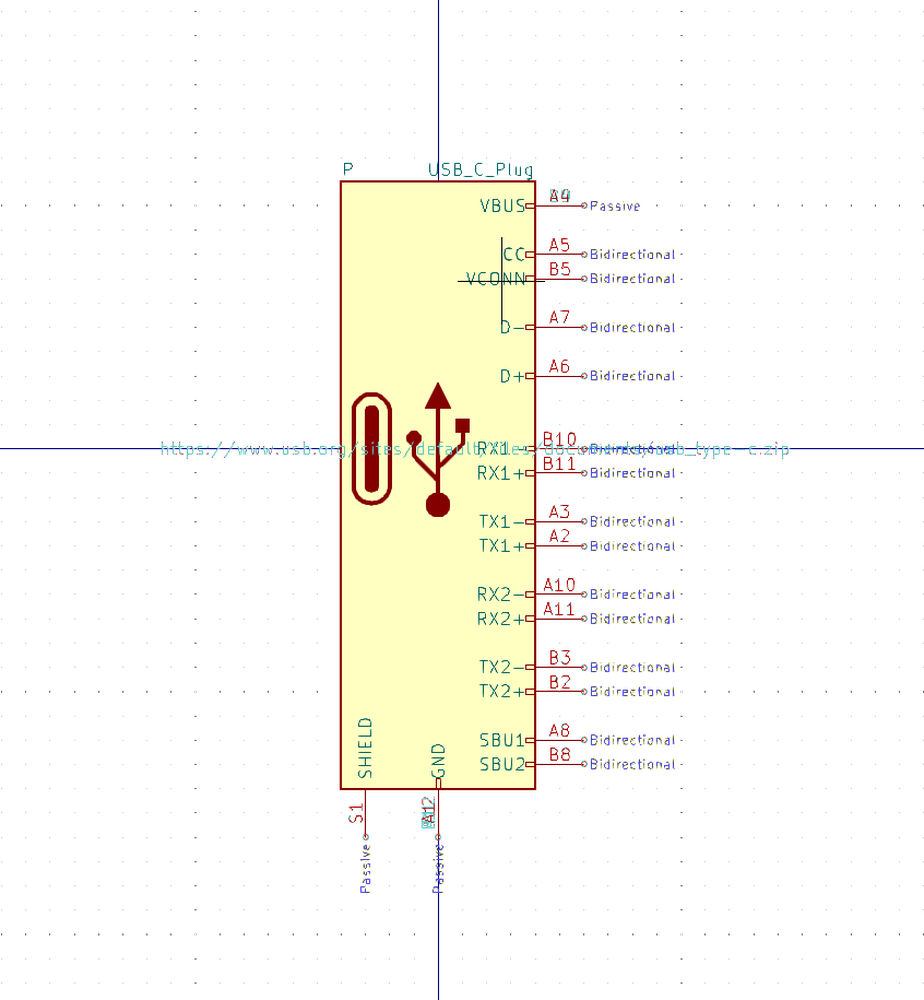 P USB_C_Plug
VBUS A4 Passive
CC A5 Bidirectional
VCONN B5 Bidirectional
D- A7 Bidirectional
D+ A6 Bidirectional
RX1- B10 Bidirectional
https://www.usb.org/sites/default/files/documents/usb_type-c.zip
RX1+ B11 Bidirectional
TX1- A3 Bidirectional
TX1+ A2 Bidirectional
RX2- A10 Bidirectional
RX2+ A11 Bidirectional
TX2- B3 Bidirectional
TX2+ B2 Bidirectional
SBU1 A8 Bidirectional
SBU2 B8 Bidirectional
SHIELD
GND
S1
Passive
Passive